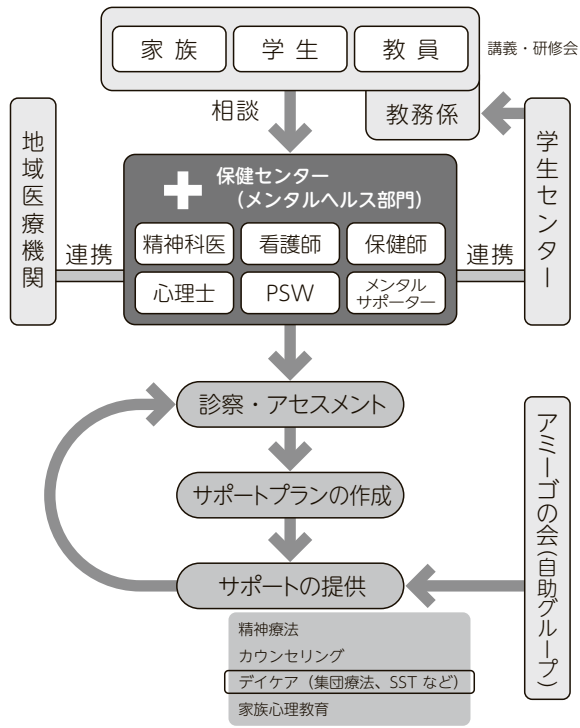 家族
学生
教員
講義・研修会
相談
教務係
地域医療機関
学生センター
保健センター
(メンタルヘルス部門)
連携
精神科医
看護師
保健師
連携
心理士
PSW
メンタル
サポーター
診察・アセスメント
サポートプランの作成
サポートの提供
アミーゴの会(自助グループ)
精神療法
カウンセリング
デイケア(集団療法、SSTなど)
家族心理教育